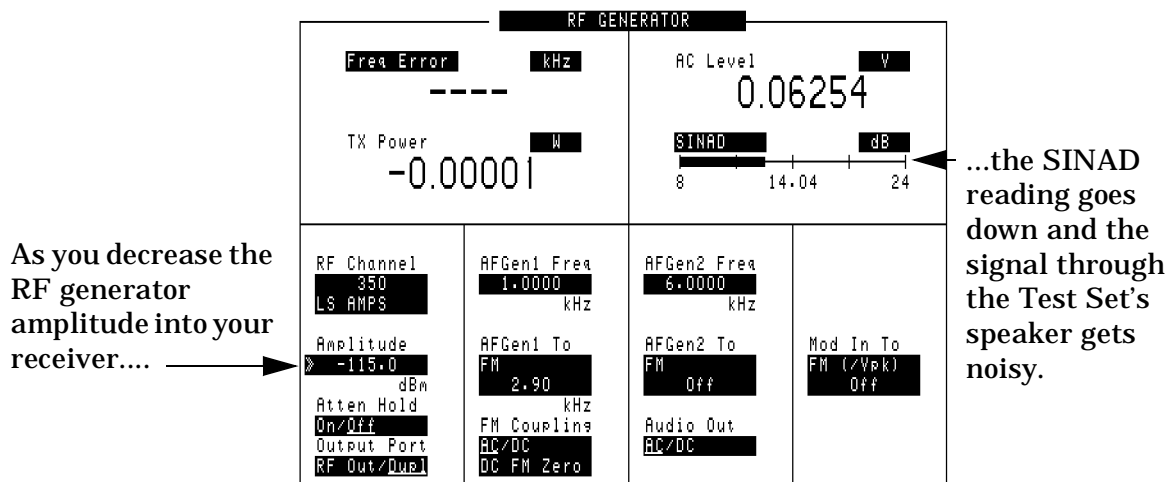 RF GENERATOR
Freq Error kHz
----
TX Power W
-0.00001
AC Level V
0.06254
SINAD dB
8 14.04 24
As you decrease the
RF generator
amplitude into your
receiver....
...the SINAD
reading goes
down and the
signal through
the Test Set's
speaker gets
noisy.
RF Channel
350
LS AMPS
Amplitude
» -115.0
dBm
Atten Hold
On/Off
Output Port
RF Out/Dupl
AFGen1 Freq
1.0000
kHz
AFGen1 To
FM
2.90
kHz
FM Coupling
AC/DC
DC FM Zero
AFGen2 Freq
6.0000
kHz
AFGen2 To
FM
Off
Audio Out
AC/DC
Mod In To
FM (/Vpk)
Off